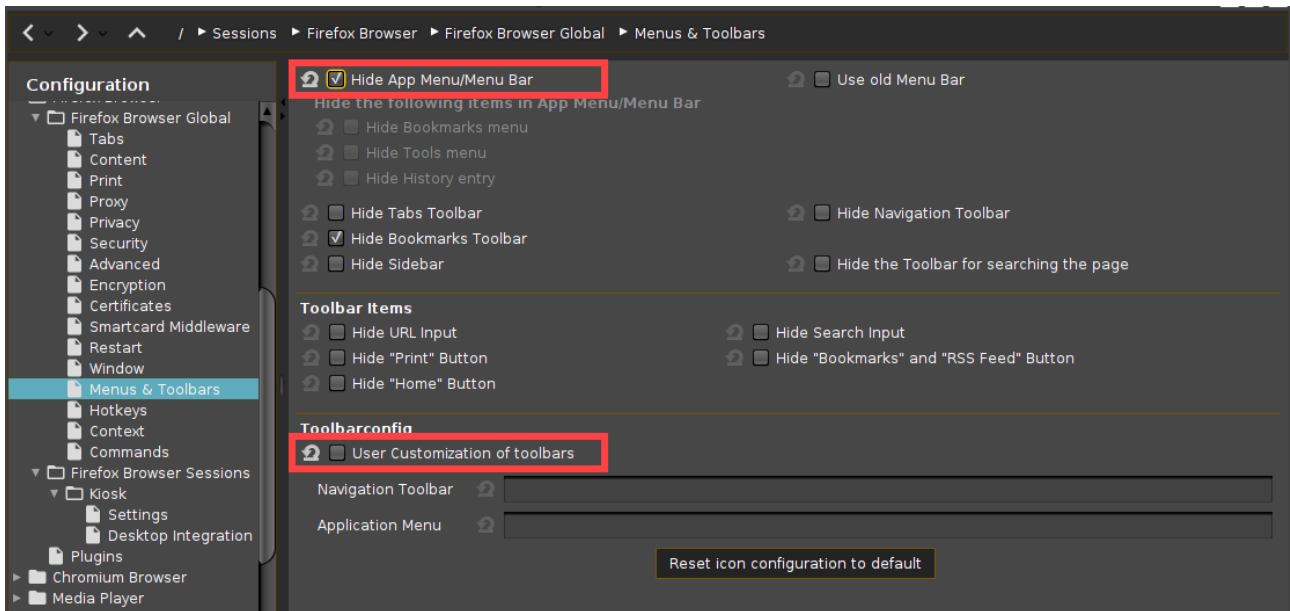 / Sessions Firefox Browser Firefox Browser Global Menus & Toolbars
Configuration
Firefox Browser Global
Tabs
Content
Print
Proxy
Privacy
Security
Advanced
Encryption
Certificates
Smartcard Middleware
Restart
Window
Menus & Toolbars
Hotkeys
Context
Commands
Firefox Browser Sessions
Kiosk
Settings
Desktop Integration
Plugins
Chromium Browser
Media Player
Hide App Menu/Menu Bar
Use old Menu Bar
Hide the following items in App Menu/Menu Bar
Hide Bookmarks menu
Hide Tools menu
Hide History entry
Hide Tabs Toolbar
Hide Navigation Toolbar
Hide Bookmarks Toolbar
Hide Sidebar
Hide the Toolbar for searching the page
Toolbar Items
Hide URL Input
Hide Search Input
Hide "Print" Button
Hide "Bookmarks" and "RSS Feed" Button
Hide "Home" Button
Toolbarconfig
User Customization of toolbars
Navigation Toolbar
Application Menu
Reset icon configuration to default